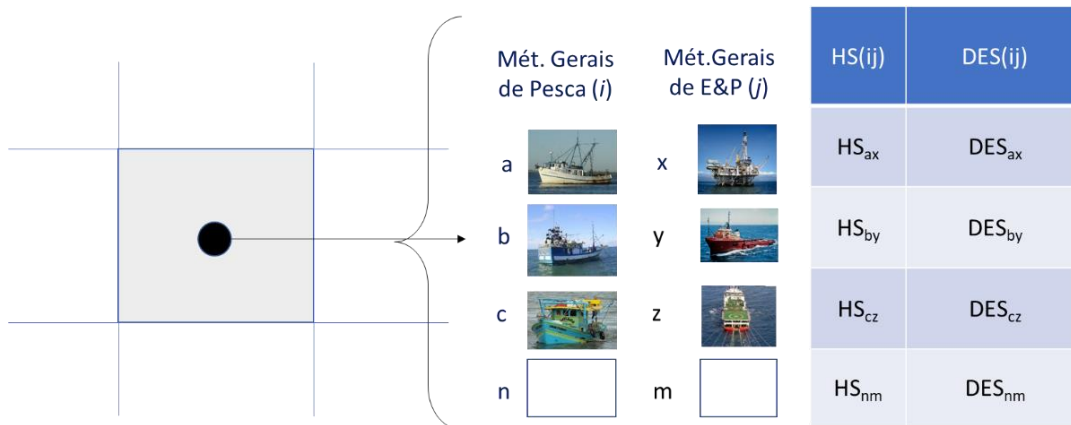 Mét. Gerais
de Pesca (i)
Mét.Gerais
de E&P (j)
HS(ij) DES(ij)
a x HSax DESax
b y HSby DESby
c z HScz DEScz
n m HSnm DESnm